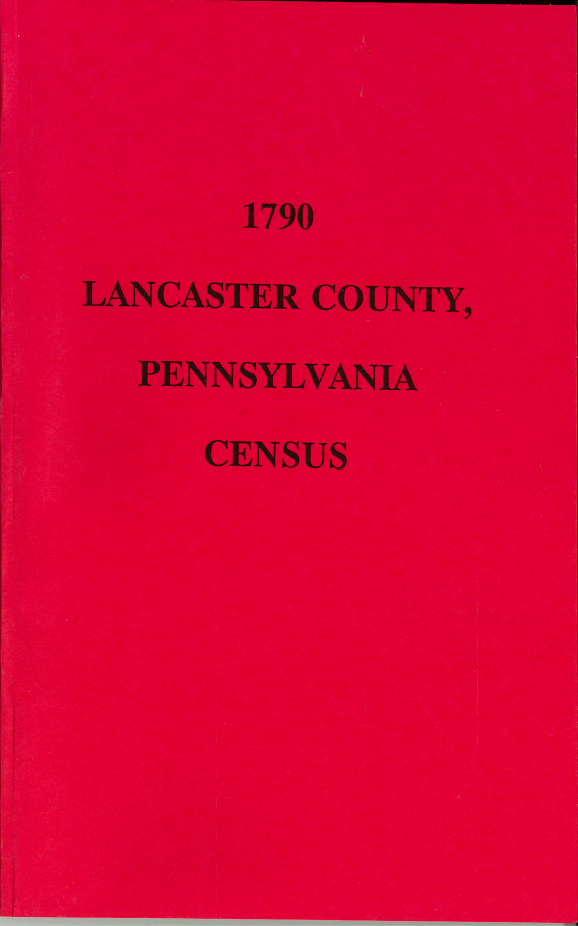 1790
LANCASTER COUNTY,
PENNSYLVANIA
CENSUS